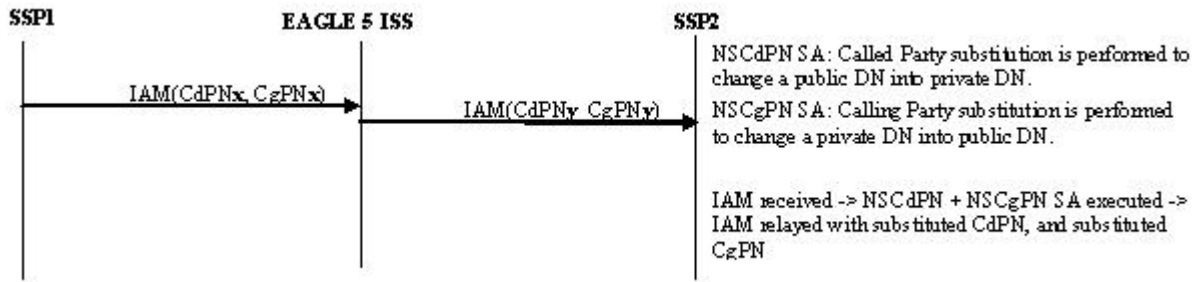 SSP1
EAGLE 5 ISS
SSP2
NSCdPN SA: Called Party substitution is performed to
change a public DN into private DN.
IAM(CdPNx, CgPNx)
IAM(CdPNy, CgPNy)
NSCgPN SA: Calling Party substitution is performed
to change a private DN into public DN.
IAM received -> NSCdPN + NSCgPN SA executed ->
IAM relayed with substituted CdPN, and substituted
CgPN